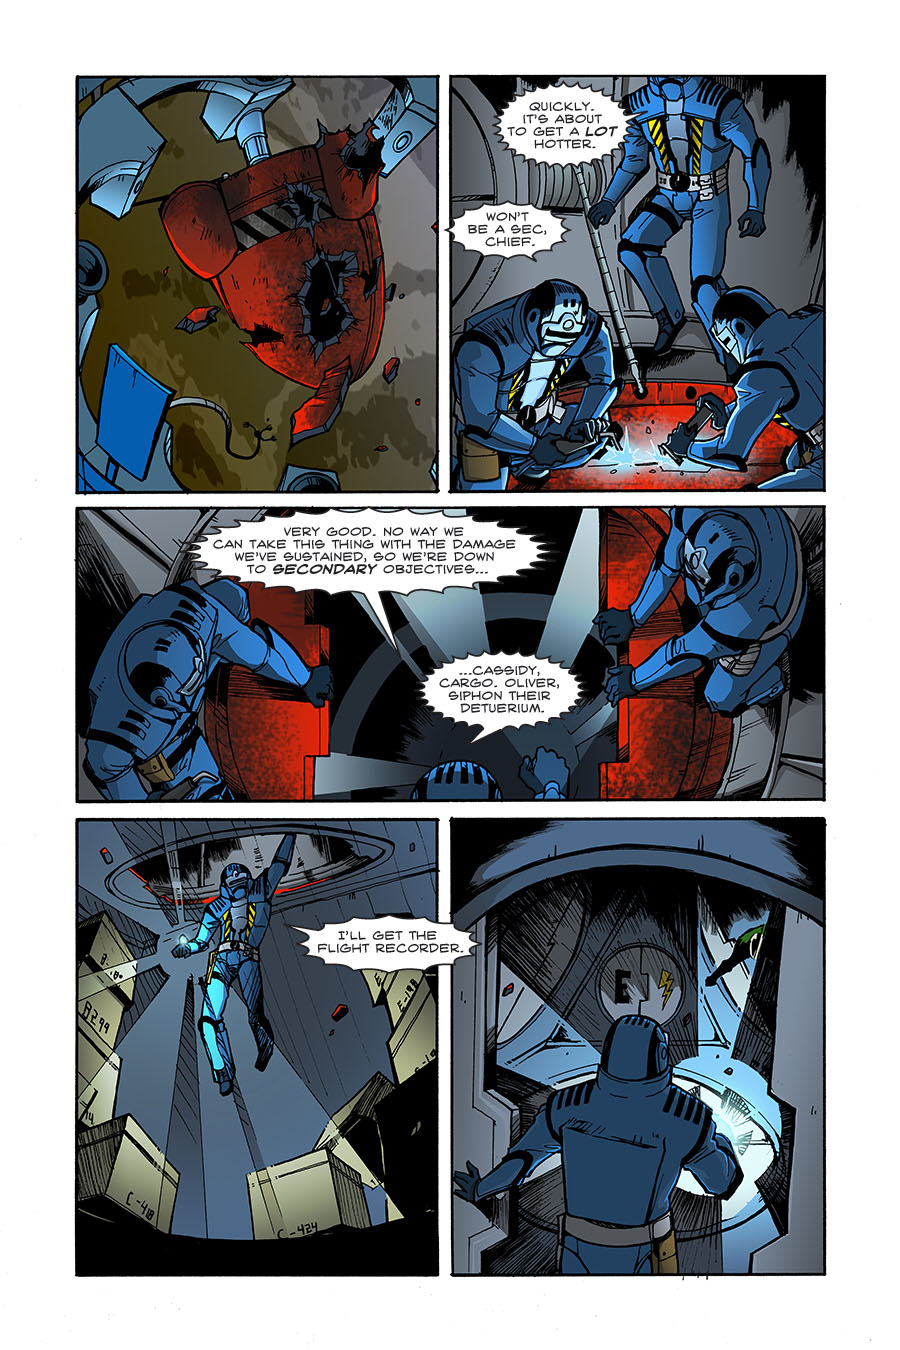 QUICKLY.
IT'S ABOUT
TO GET A LOT
HOTTER.
WON'T
BE A SEC,
CHIEF.
VERY GOOD. NO WAY WE
CAN TAKE THIS THING WITH THE DAMAGE
WE'VE SUSTAINED, SO WE'RE DOWN
TO SECONDARY OBJECTIVES...
...CASSIDY,
CARGO. OLIVER,
SIPHON THEIR
DETUERIUM.
I'LL GET THE
FLIGHT RECORDER.
A299
C-418
C-424
E